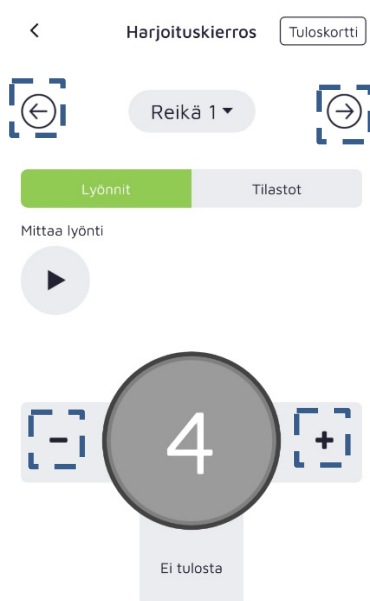 Harjoituskierros
Tuloskortti
Reikä 1
Lyönnit
Tilastot
Mittaa lyönti
4
Ei tulosta